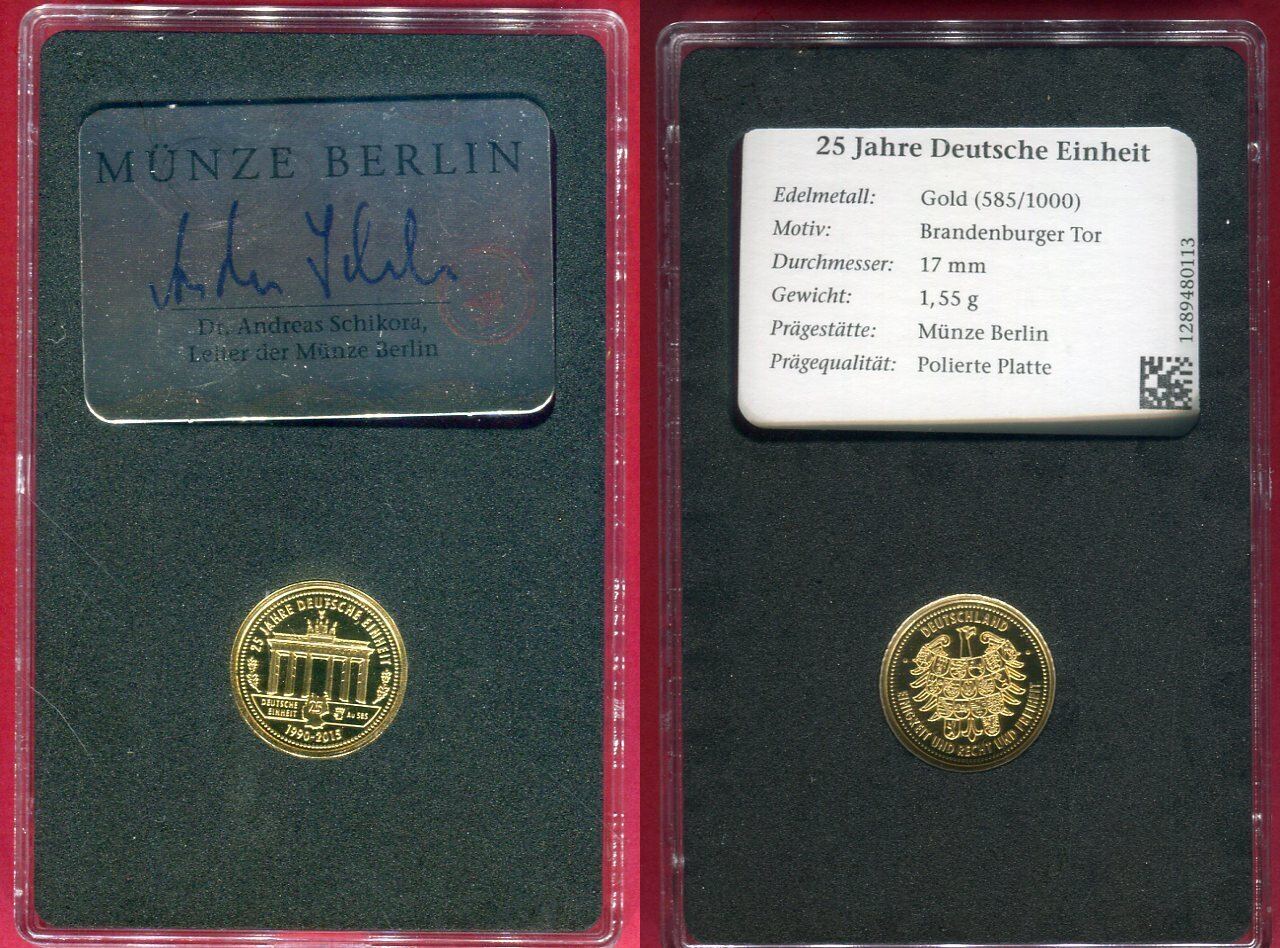 MÜNZE BERLIN
Dr. Andreas Schikora,
Leiter der Münze Berlin
25 JAHRE DEUTSCHE EINHEIT
DEUTSCHE
EINHEIT
25
Au 585
1990-2015
25 Jahre Deutsche Einheit
Edelmetall: Gold (585/1000)
Motiv: Brandenburger Tor
Durchmesser: 17 mm
Gewicht: 1,55 g
Prägestätte: Münze Berlin
Prägequalität: Polierte Platte
1289480113
DEUTSCHLAND
EINIGKEIT UND RECHT UND FREIHEIT